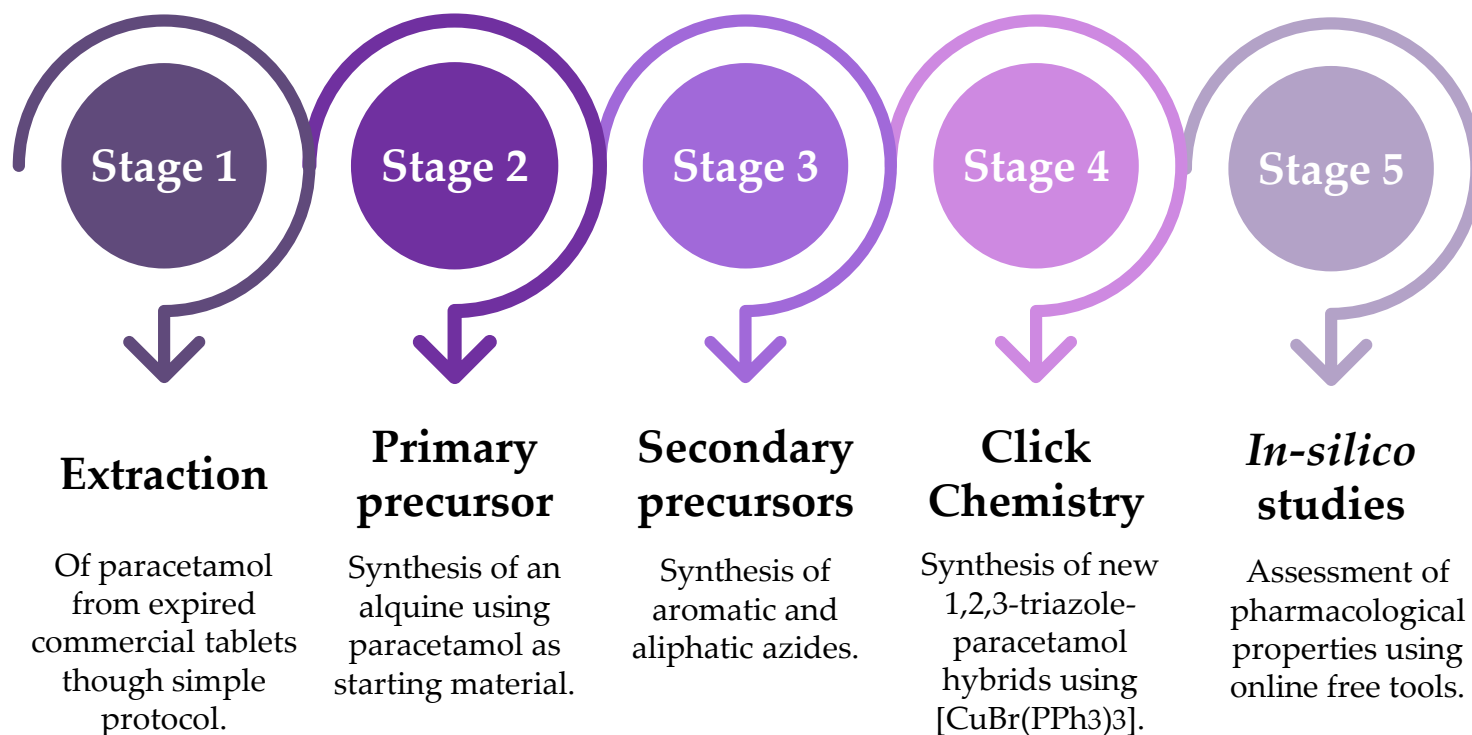 Stage 1
Stage 2
Stage 3
Stage 4
Stage 5
Extraction
Of paracetamol
from expired
commercial tablets
though simple
protocol.
Primary
precursor
Synthesis of an
alquine using
paracetamol as
starting material.
Secondary
precursors
Synthesis of
aromatic and
aliphatic azides.
Click
Chemistry
Synthesis of new
1,2,3-triazole-
paracetamol
hybrids using
[CuBr(PPh3)3].
In-silico
studies
Assessment of
pharmacological
properties using
online free tools.